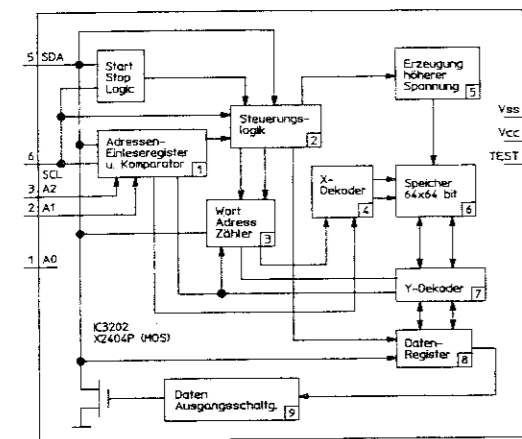 5 SDA
Start
Stop
Logic
Erzeugung
höherer
Spannung
5
Vss
Vcc
TEST
Steuerungs-
logik
2
Adressen-
Einleseregister
u. Komparator
1
6
SCL
3 A2
2 A1
X-
Dekoder
4
Speicher
64x64 bit
6
Wort
Adress
Zähler
3
1 A0
Y-Dekoder
7
IC3202
X2404P (MOS)
Daten-
Register
8
Daten
Ausgangsschaltg.
9